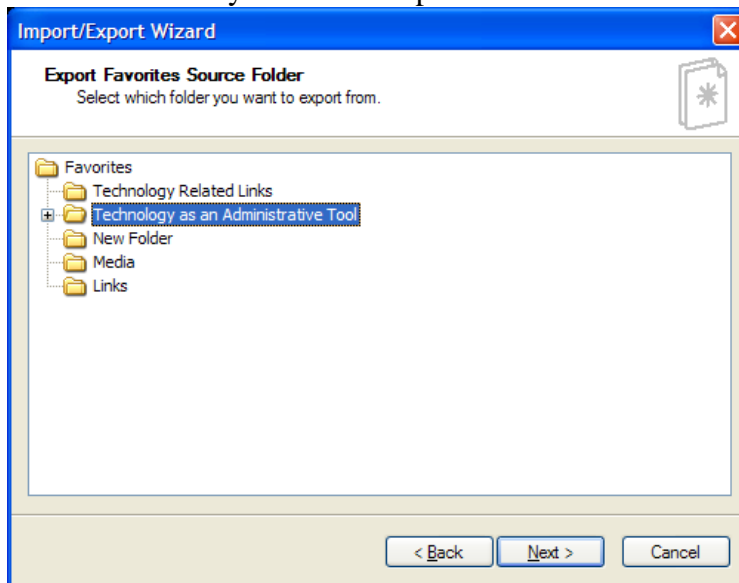 Import/Export Wizard
Export Favorites Source Folder
Select which folder you want to export from.
Favorites
Technology Related Links
Technology as an Administrative Tool
New Folder
Media
Links
< Back
Next >
Cancel